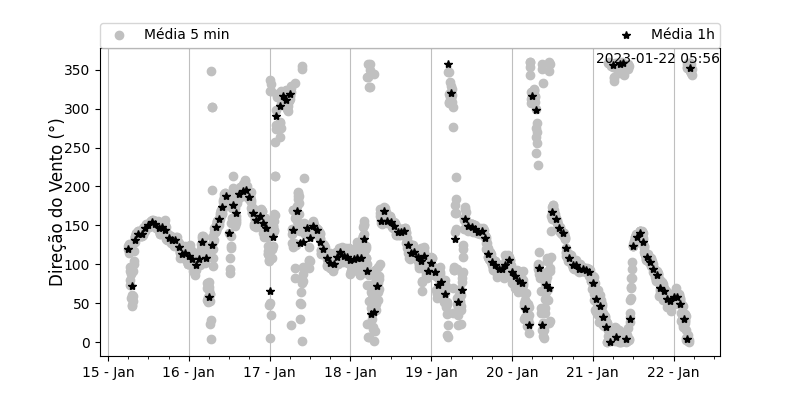 Média 5 min
Média 1h
2023-01-22 05:56
Direção do Vento (°)
350
300
250
200
150
100
50
0
15 - Jan
16 - Jan
17 - Jan
18 - Jan
19 - Jan
20 - Jan
21 - Jan
22 - Jan